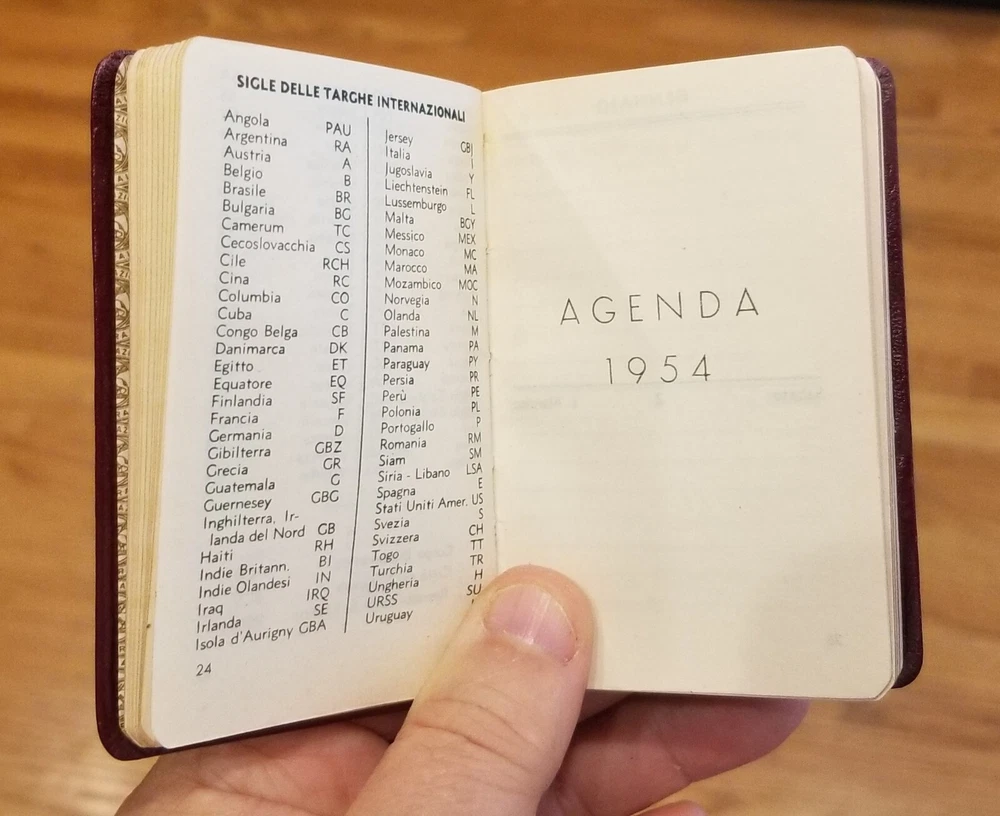 SIGLE DELLE TARGHE INTERNAZIONALI
Angola PAU
Argentina RA
Austria A
Belgio B
Brasile BR
Bulgaria BG
Camerum TC
Cecoslovacchia CS
Cile RCH
Cina RC
Columbia CO
Cuba C
Congo Belga CB
Danimarca DK
Egitto ET
Equatore EQ
Finlandia SF
Francia F
Germania D
Gibilterra GBZ
Grecia GR
Guatemala G
Guernesey GBG
Inghilterra, Ir-
landa del Nord GB
Haiti RH
Indie Britann. BI
Indie Olandesi IN
Iraq IRQ
Irlanda SE
Isola d'Aurigny GBA
24
Jersey GBJ
Italia I
Jugoslavia Y
Liechtenstein FL
Lussemburgo L
Malta BGY
Messico MEX
Monaco MC
Marocco MA
Mozambico MOC
Norvegia N
Olanda NL
Palestina M
Panama PA
Paraguay PY
Persia PR
Perù PE
Polonia PL
Portogallo P
Romania RM
Siam SM
Siria - Libano LSA
Spagna E
Stati Uniti Amer. US
Svezia S
Svizzera CH
Togo TT
Turchia TR
Ungheria H
URSS SU
Uruguay
AGENDA
1954